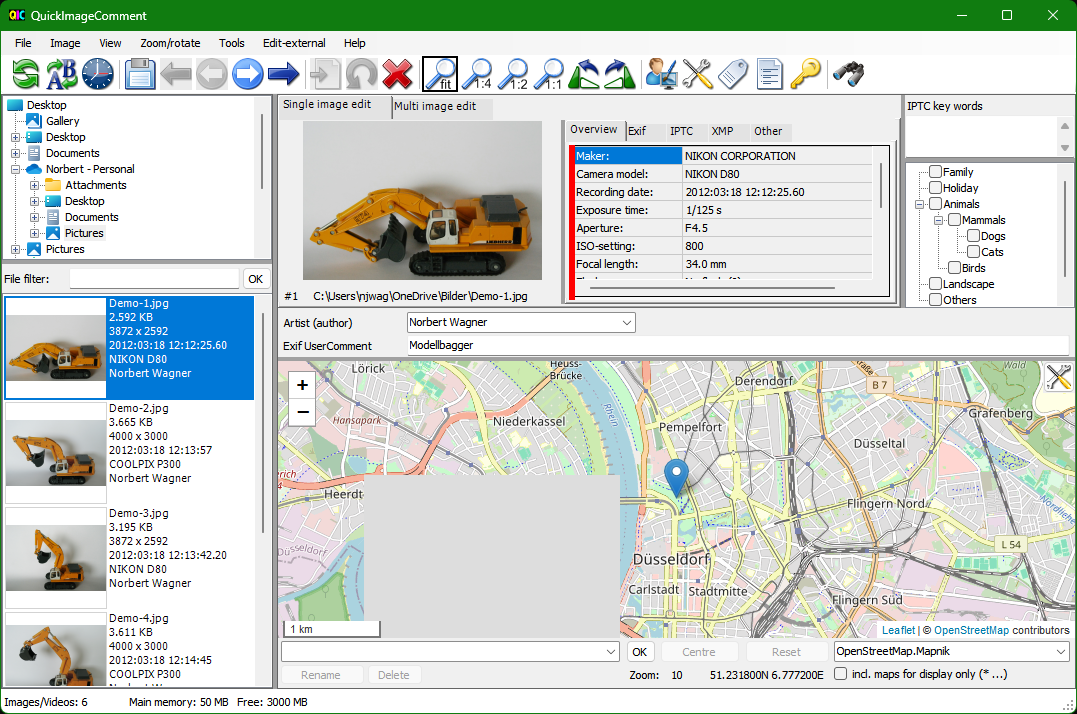 QIC QuickImageComment
File Image View Zoom/rotate Tools Edit-external Help
fit 1:4 1:2 1:1
Desktop
Gallery
Desktop
Documents
Norbert - Personal
Attachments
Desktop
Documents
Pictures
Pictures
File filter: OK
Demo-1.jpg
2.592 KB
3872 x 2592
2012:03:18 12:12:25.60
NIKON D80
Norbert Wagner
Demo-2.jpg
3.665 KB
4000 x 3000
2012:03:18 12:13:57
COOLPIX P300
Norbert Wagner
Demo-3.jpg
3.195 KB
3872 x 2592
2012:03:18 12:13:42.20
NIKON D80
Norbert Wagner
Demo-4.jpg
3.611 KB
4000 x 3000
2012:03:18 12:14:45
COOLPIX P300
Single image edit Multi image edit
LIEBHERR
#1 C:\Users\njwag\OneDrive\Bilder\Demo-1.jpg
Overview Exif IPTC XMP Other
Maker: NIKON CORPORATION
Camera model: NIKON D80
Recording date: 2012:03:18 12:12:25.60
Exposure time: 1/125 s
Aperture: F4.5
ISO-setting: 800
Focal length: 34.0 mm
IPTC key words
Family
Holiday
Animals
Mammals
Dogs
Cats
Birds
Landscape
Others
Artist (author) Norbert Wagner
Exif UserComment Modellbagger
+
−
Lörick
Heuss-
Brücke
Derendorf
B 7
Wald
Grafenberg
Hansapark
Niederkassel
Rhein
Pempelfort
Düsseltal
Heerdt
Flingern Nord
Düsseldorf
L 54
Düsseldorf
Carlstadt
Stadtmitte
Flingern Süd
1 km
Leaflet | © OpenStreetMap contributors
OK Centre Reset OpenStreetMap.Mapnik
Rename Delete Zoom: 10 51.231800N 6.777200E incl. maps for display only (* ...)
Images/Videos: 6 Main memory: 50 MB Free: 3000 MB